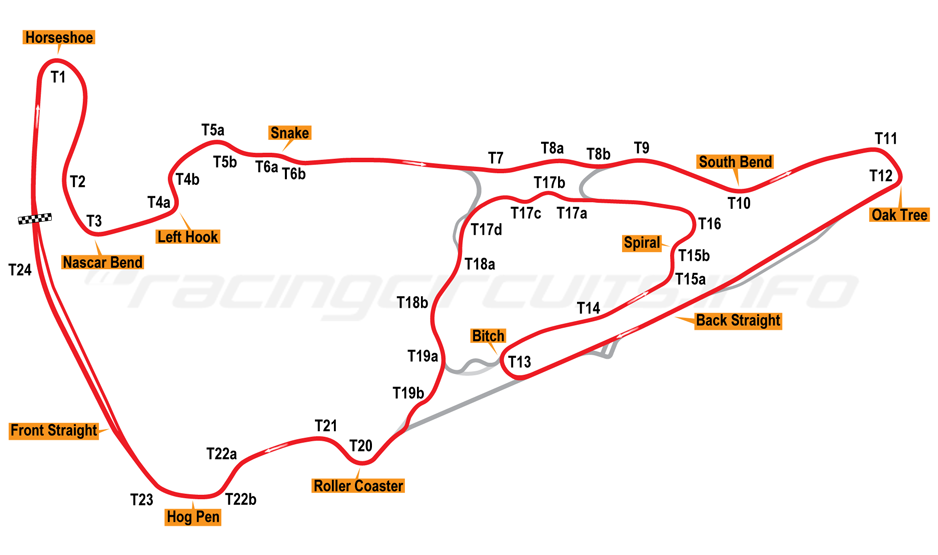 Horseshoe
T1
T2
T3
Nascar Bend
T4a
T4b
Left Hook
T5a
T5b
Snake
T6a
T6b
T7
T8a
T8b
T9
South Bend
T10
T11
T12
Oak Tree
Back Straight
T13
Bitch
T14
T15a
T15b
Spiral
T16
T17a
T17b
T17c
T17d
T18a
T18b
T19a
T19b
T20
Roller Coaster
T21
T22a
T22b
Hog Pen
T23
Front Straight
T24
racingcircuits.info